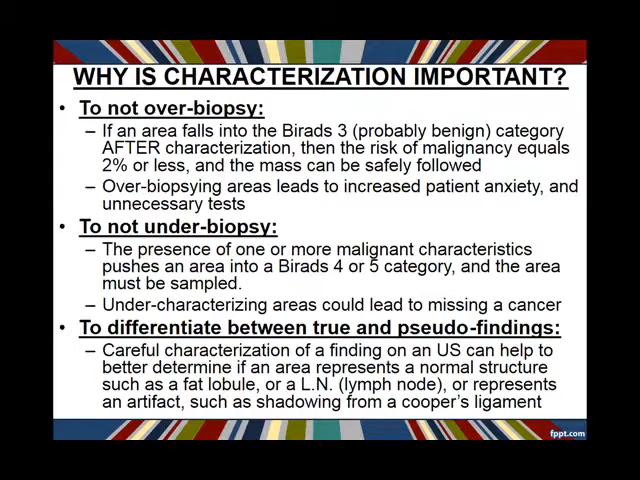 WHY IS CHARACTERIZATION IMPORTANT?
• To not over-biopsy:
– If an area falls into the Birads 3 (probably benign) category
AFTER characterization, then the risk of malignancy equals
2% or less, and the mass can be safely followed
– Over-biopsying areas leads to increased patient anxiety, and
unnecessary tests
• To not under-biopsy:
– The presence of one or more malignant characteristics
pushes an area into a Birads 4 or 5 category, and the area
must be sampled.
– Under-characterizing areas could lead to missing a cancer
• To differentiate between true and pseudo-findings:
– Careful characterization of a finding on an US can help to
better determine if an area represents a normal structure
such as a fat lobule, or a L.N. (lymph node), or represents
an artifact, such as shadowing from a cooper's ligament
fppt.com